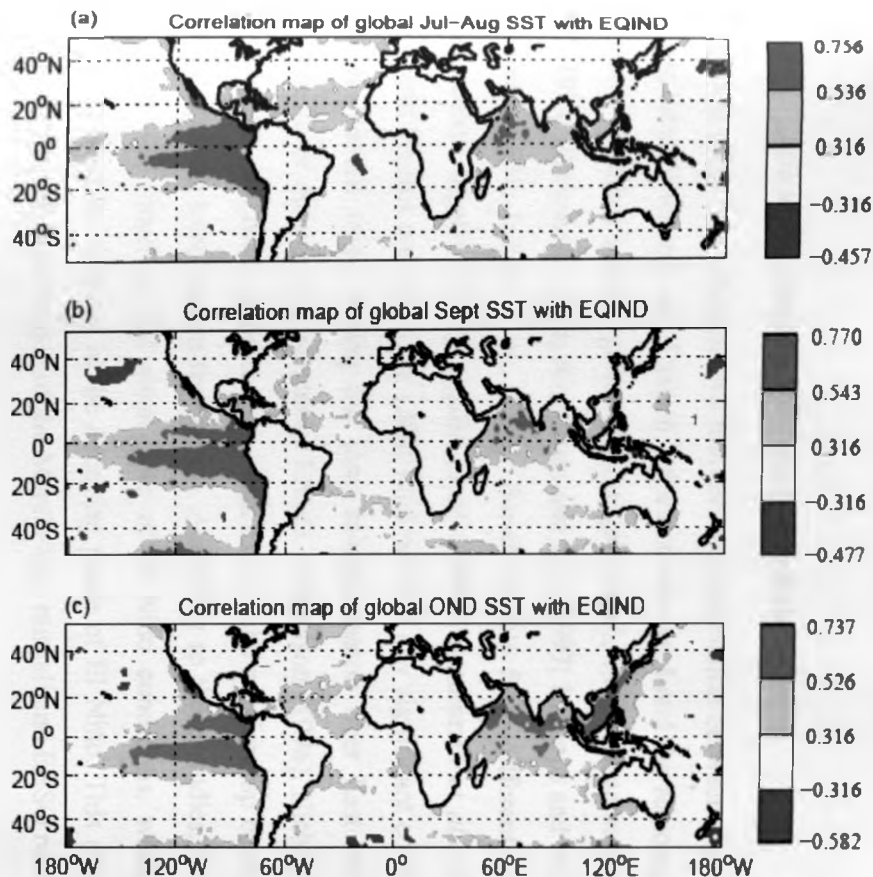 (a)
Correlation map of global Jul-Aug SST with EQIND
40°N
20°N
0°
20°S
40°S
0.756
0.536
0.316
-0.316
-0.457
(b)
Correlation map of global Sept SST with EQIND
40°N
20°N
0°
20°S
40°S
1
0.770
0.543
0.316
-0.316
-0.477
(c)
Correlation map of global OND SST with EQIND
40°N
20°N
0°
20°S
40°S
180°W
120°W
60°W
0°
60°E
120°E
180°W
0.737
0.526
0.316
-0.316
-0.582